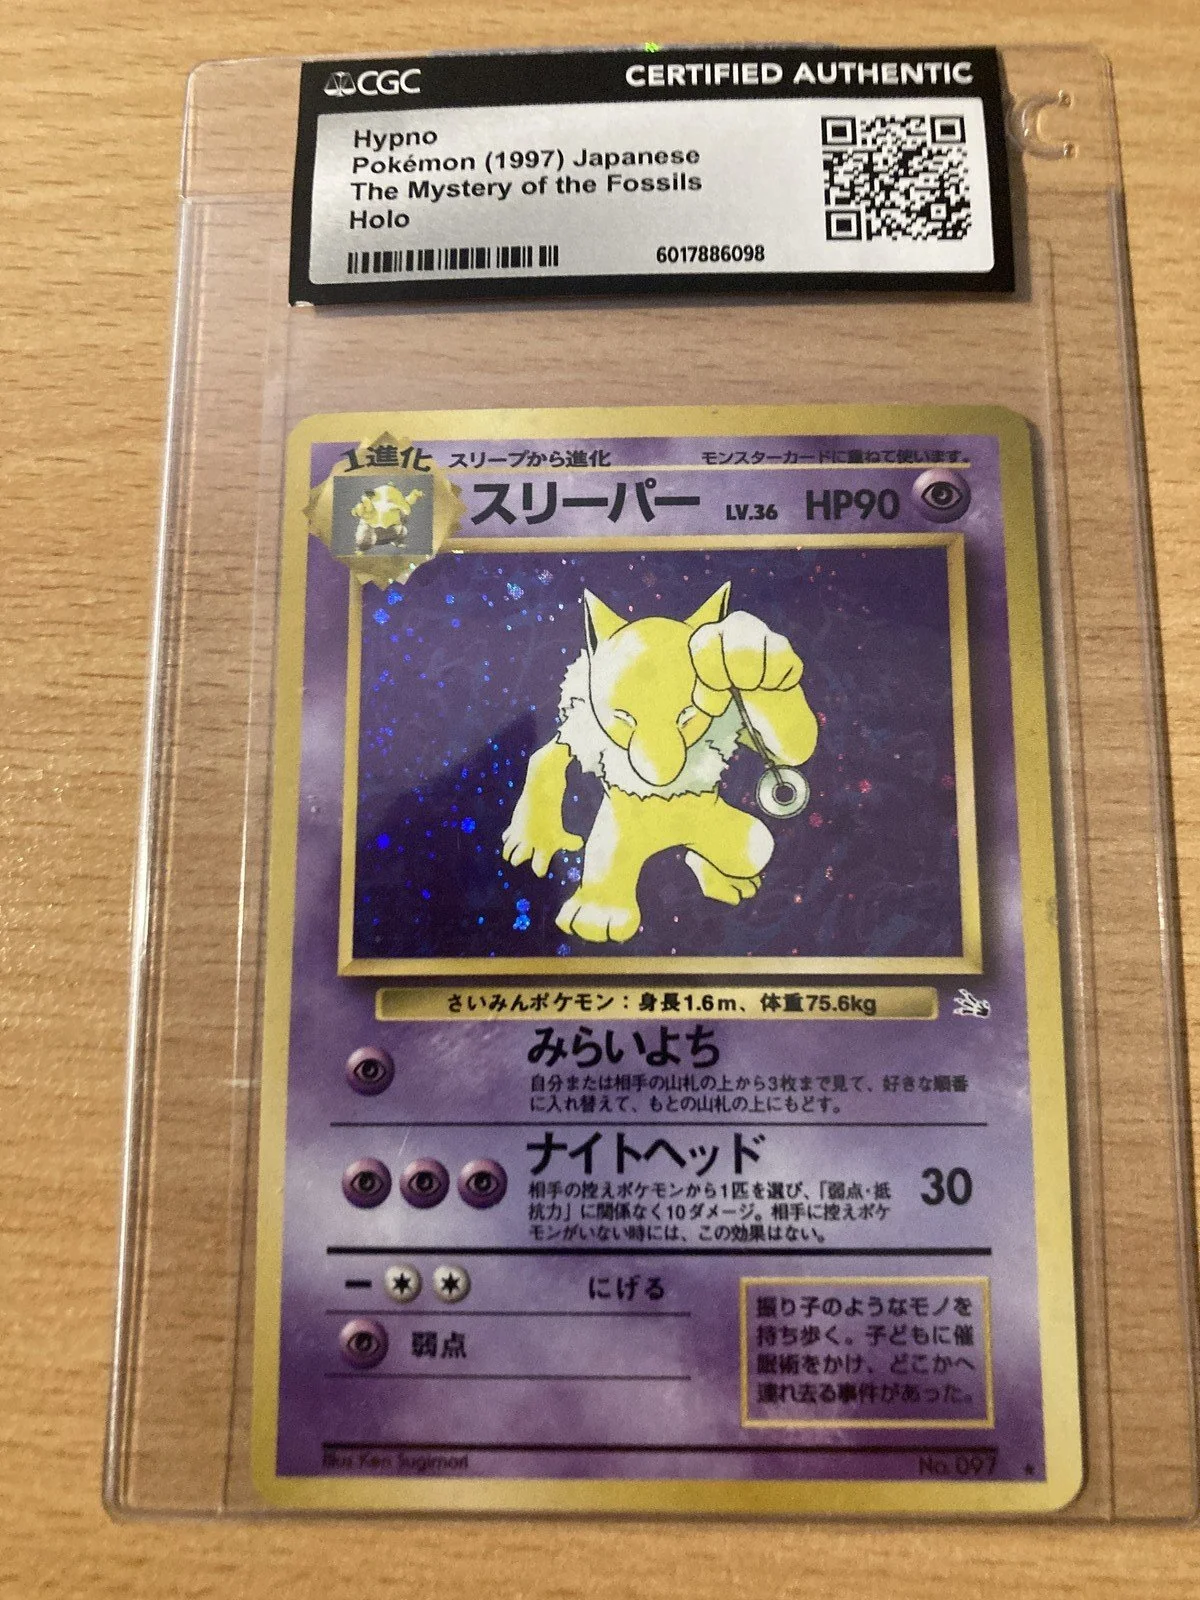 CGC CERTIFIED AUTHENTIC
Hypno
Pokémon (1997) Japanese
The Mystery of the Fossils
Holo
6017886098
1進化 スリープから進化 モンスターカードに重ねて使います。
スリーパー LV.36 HP90
さいみんポケモン：身長1.6m、体重75.6kg
みらいよち
自分または相手の山札の上から3枚まで見て、好きな順番
に入れ替えて、もとの山札の上にもどす。
ナイトヘッド 30
相手の控えポケモンから1匹を選び、「弱点・抵
抗力」に関係なく10ダメージ。相手に控えポケ
モンがいない時には、この効果はない。
ー にげる
弱点
振り子のようなモノを
持ち歩く。子どもに催
眠術をかけ、どこかへ
連れ去る事件があった。
Illus. Ken Sugimori No. 097 ★